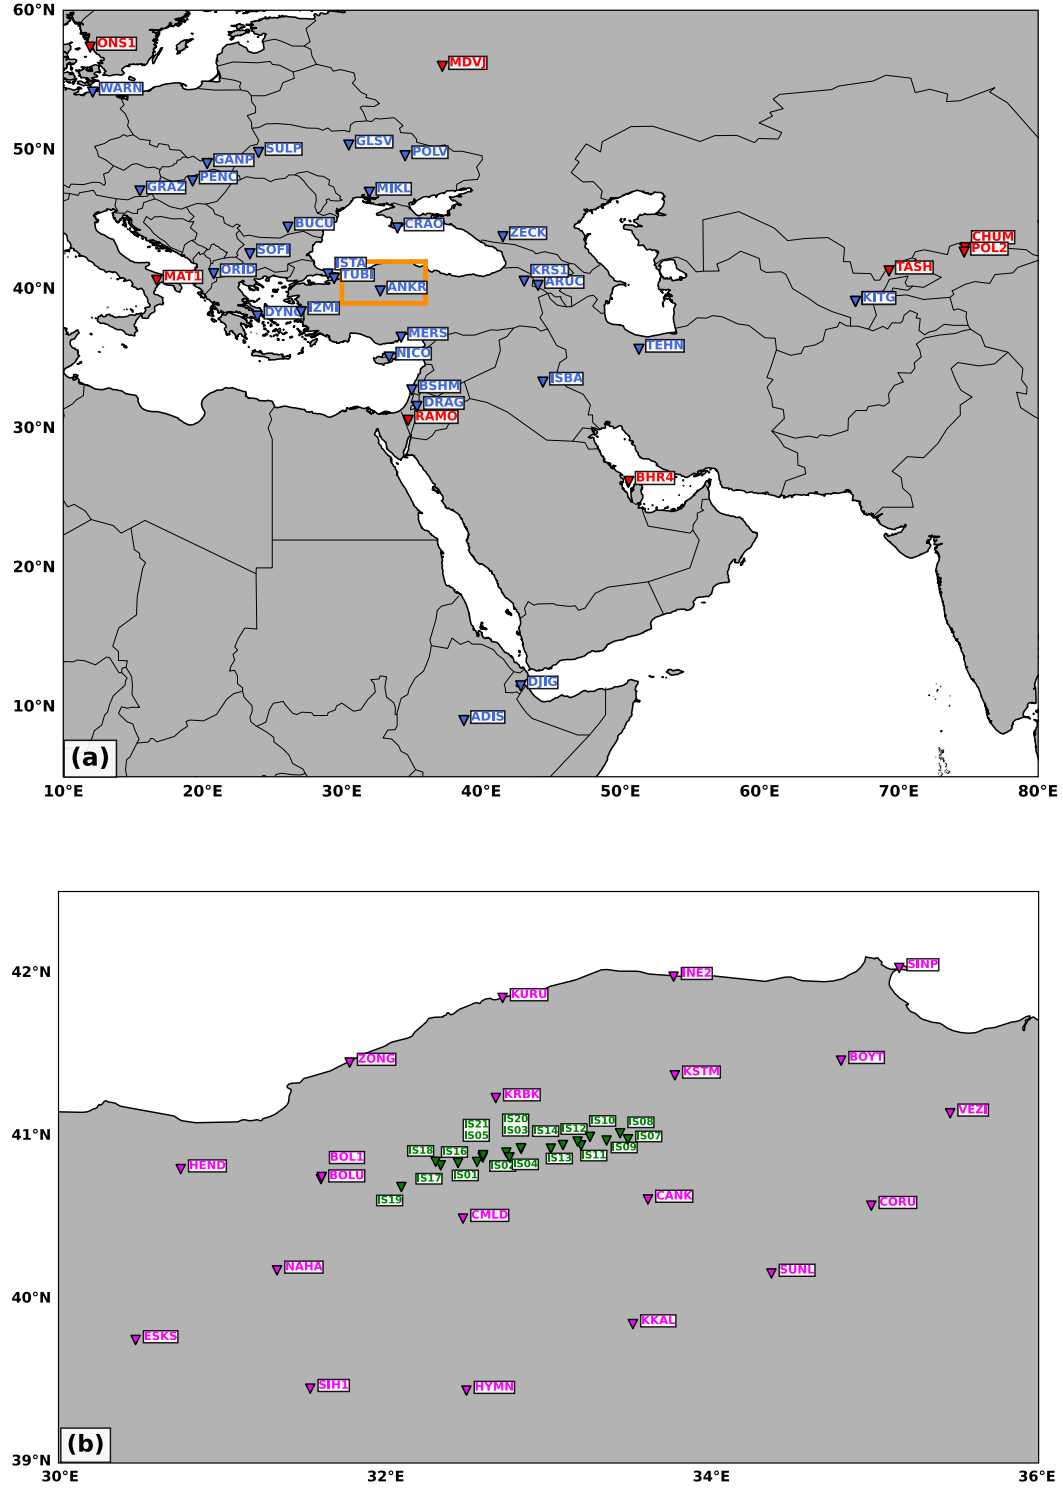 60°N
ONS1
MDVJ
WARN
50°N
GLSV
SULP
POLV
GANP
PENC
GRAZ
MIKL
BUCU
CRAO
ZECK
CHUM
SOFI
POL2
ISTA
ORID
TASH
KRS1
MAT1
TUBI
ARUC
40°N
ANKR
KITG
IZMI
DYNG
MERS
TEHN
NICO
ISBA
BSHM
DRAG
RAMO
30°N
BHR4
20°N
DJIG
10°N
ADIS
(a)
10°E 20°E 30°E 40°E 50°E 60°E 70°E 80°E
42°N
SINP
INE2
KURU
ZONG
BOYT
KSTM
KRBK
VEZI
41°N
IS21
IS20
IS10
IS08
IS05
IS03
IS14
IS12
IS07
IS18
IS16
IS09
BOL1
IS13
IS11
HEND
IS02
IS04
BOLU
IS17
IS01
IS19
CANK
CORU
CMLD
NAHA
SUNL
40°N
KKAL
ESKS
SIH1
HYMN
39°N
(b)
30°E 32°E 34°E 36°E